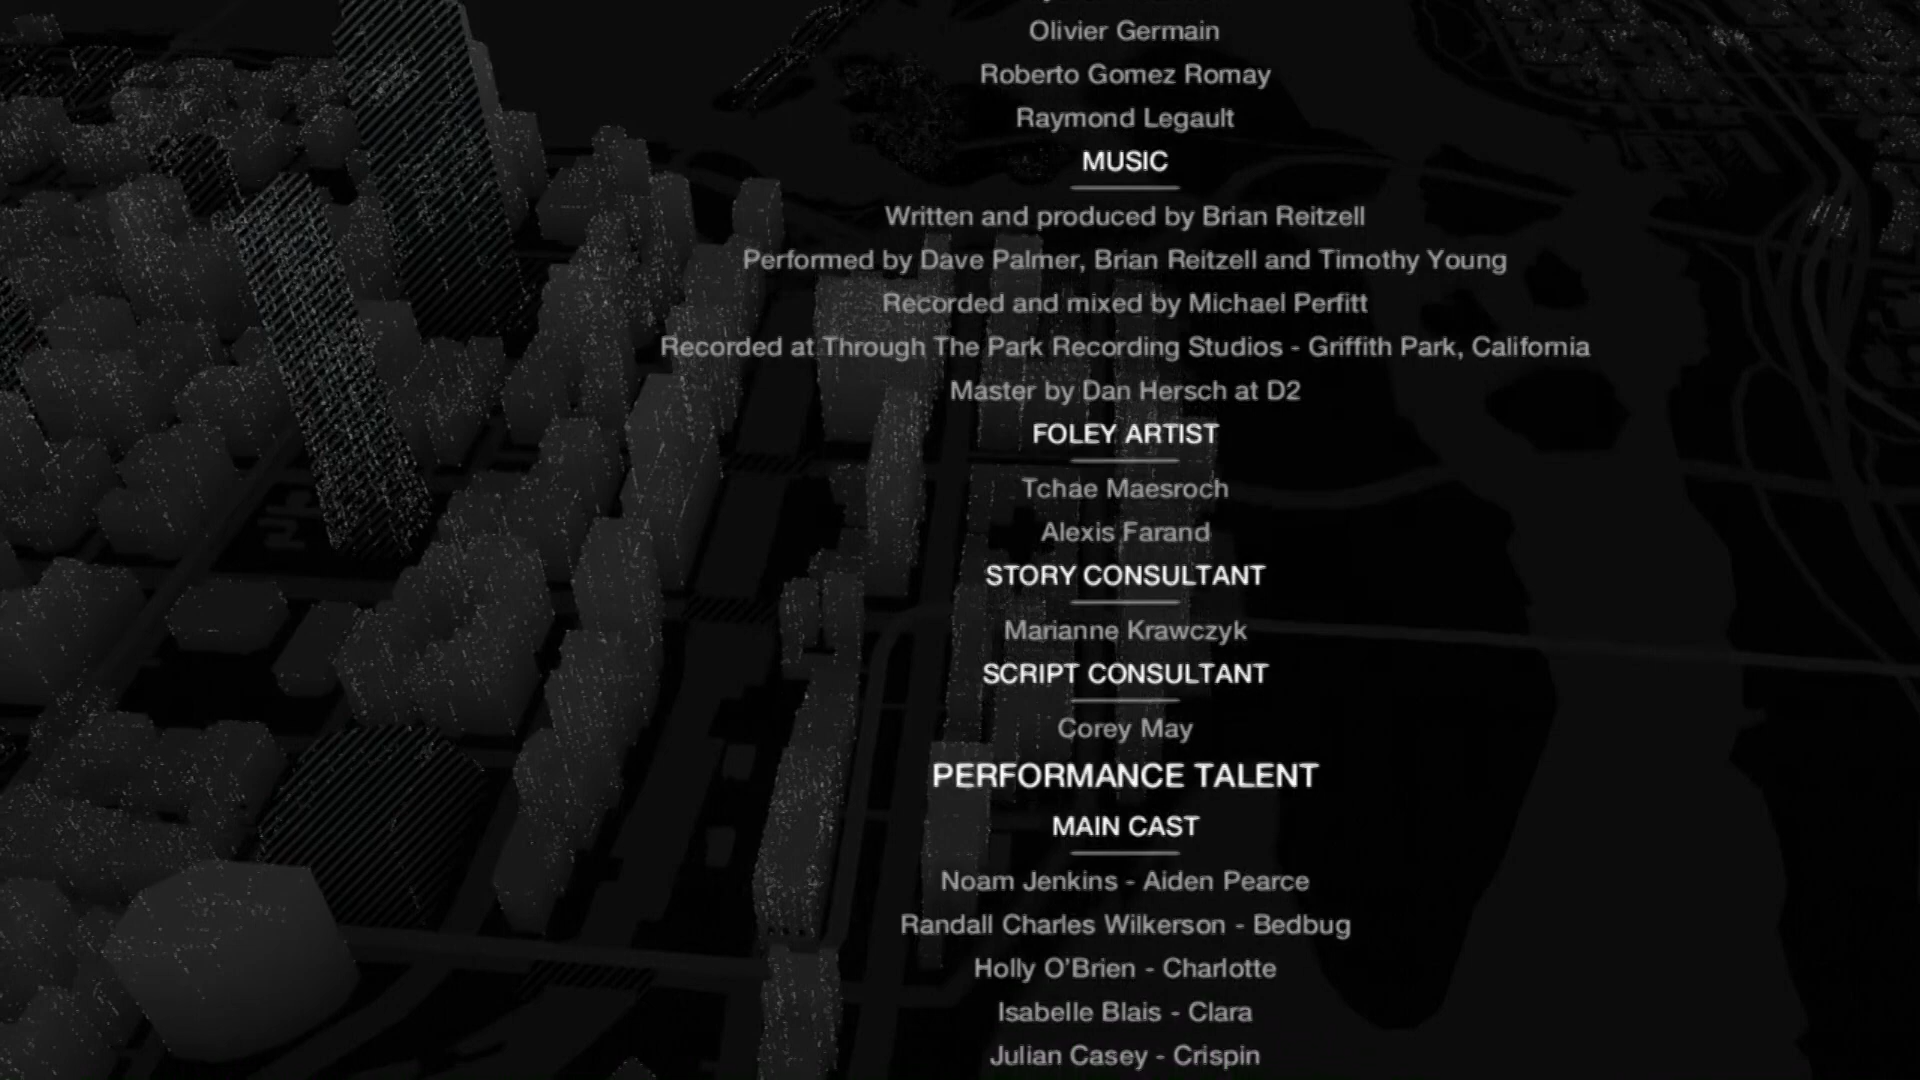 Olivier Germain
Roberto Gomez Romay
Raymond Legault
MUSIC
Written and produced by Brian Reitzell
Performed by Dave Palmer, Brian Reitzell and Timothy Young
Recorded and mixed by Michael Perfitt
Recorded at Through The Park Recording Studios - Griffith Park, California
Master by Dan Hersch at D2
FOLEY ARTIST
Tchae Maesroch
Alexis Farand
STORY CONSULTANT
Marianne Krawczyk
SCRIPT CONSULTANT
Corey May
PERFORMANCE TALENT
MAIN CAST
Noam Jenkins - Aiden Pearce
Randall Charles Wilkerson - Bedbug
Holly O'Brien - Charlotte
Isabelle Blais - Clara
Julian Casey - Crispin